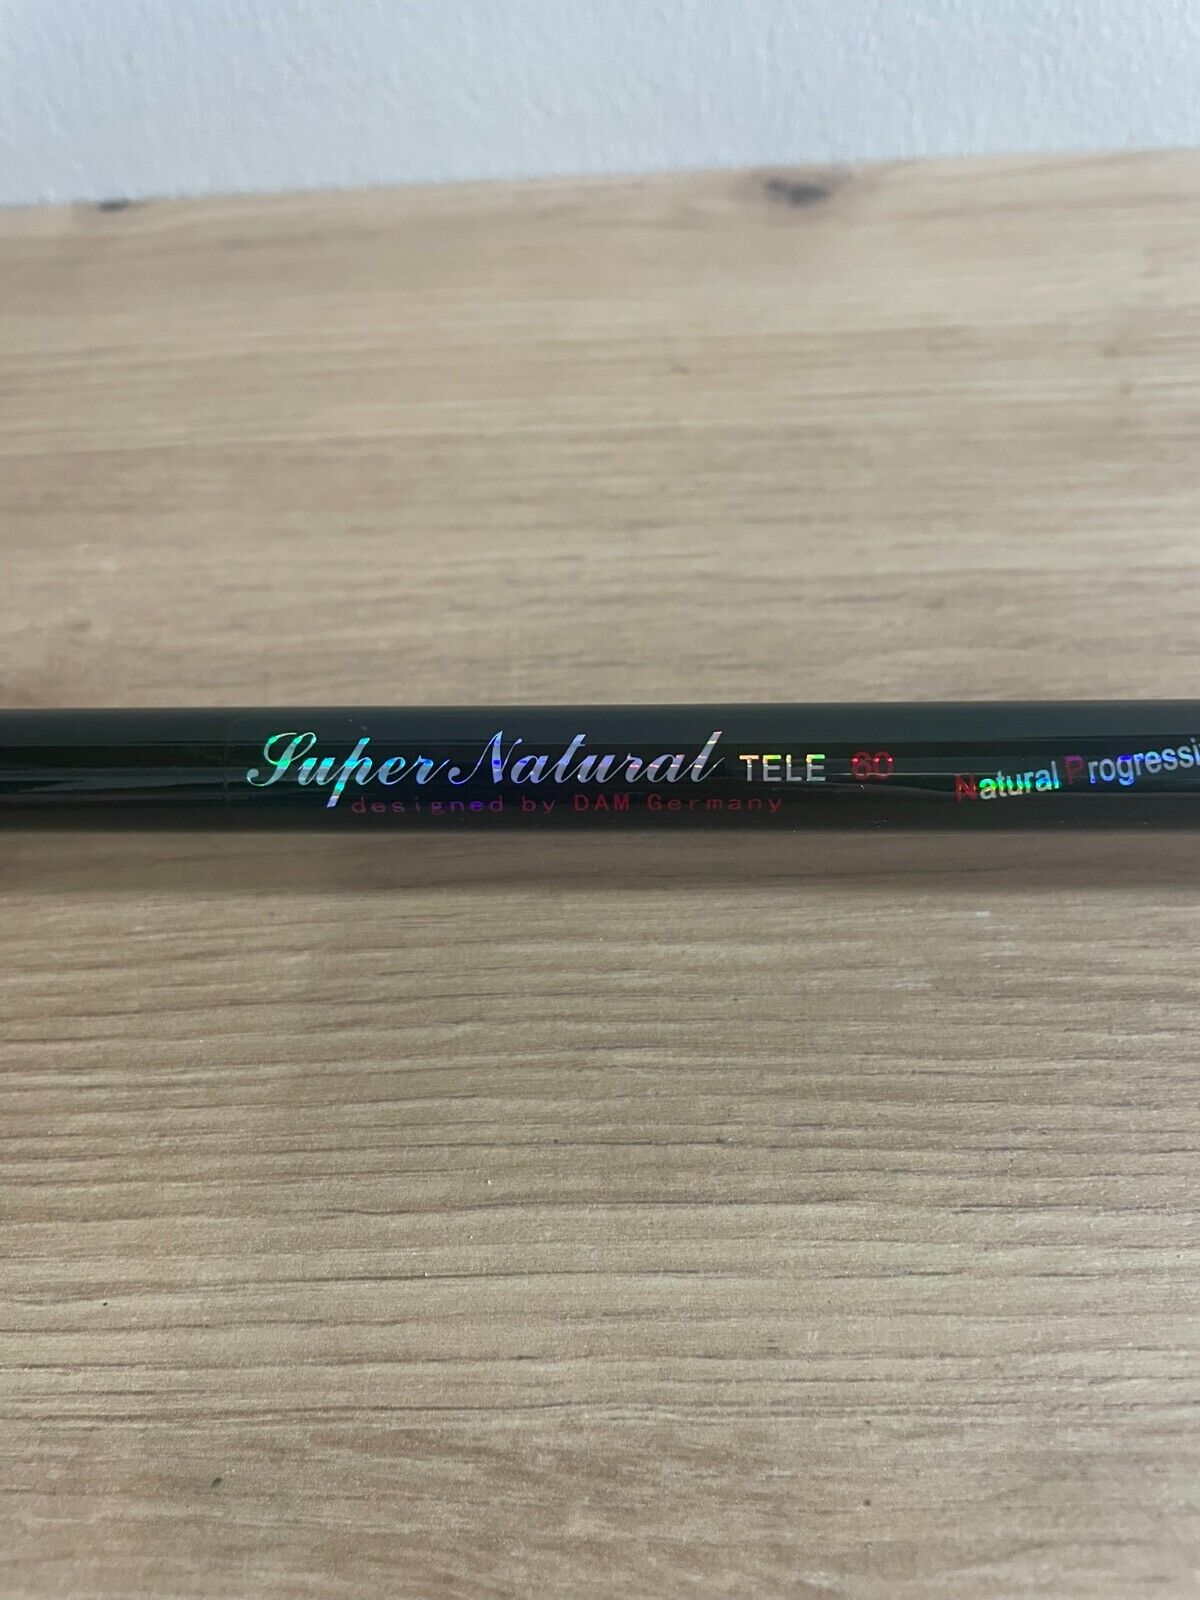 Super Natural TELE 60 Natural Progressi
designed by DAM Germany